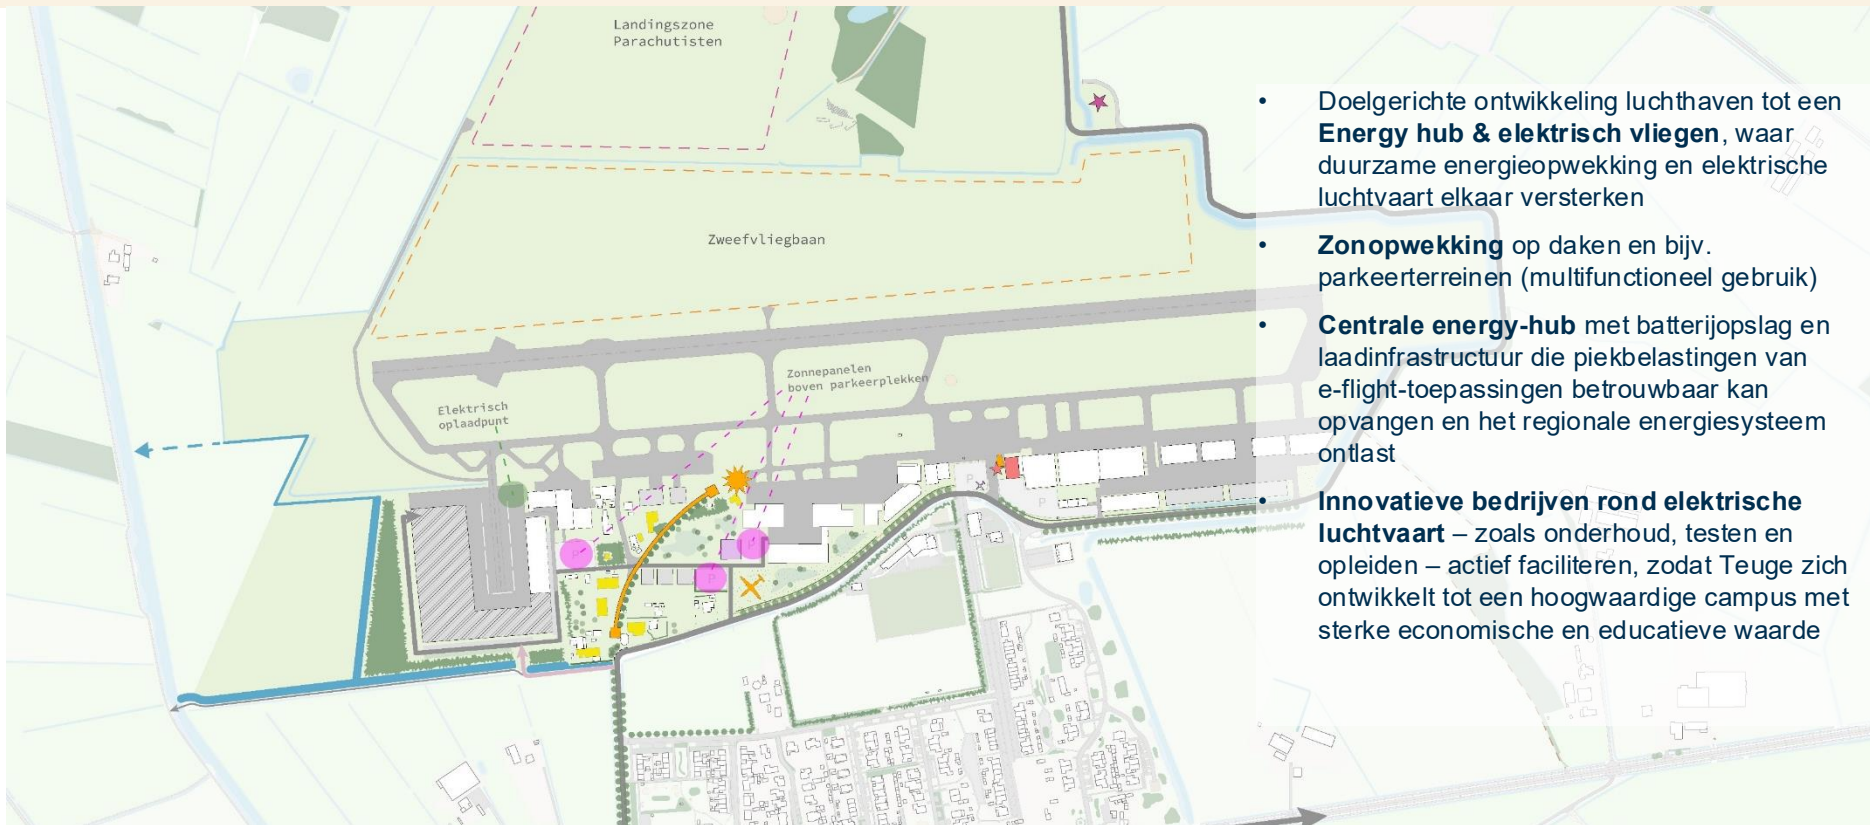 Landingszone
Parachutisten
Zweefvliegbaan
Zonnepanelen
boven parkeerplekken
Elektrisch
oplaadpunt
P
P
P
P
P
• Doelgerichte ontwikkeling luchthaven tot een
Energy hub & elektrisch vliegen, waar
duurzame energieopwekking en elektrische
luchtvaart elkaar versterken
• Zonopwekking op daken en bijv.
parkeerterreinen (multifunctioneel gebruik)
• Centrale energy-hub met batterijopslag en
laadinfrastructuur die piekbelastingen van
e-flight-toepassingen betrouwbaar kan
opvangen en het regionale energiesysteem
ontlast
• Innovatieve bedrijven rond elektrische
luchtvaart – zoals onderhoud, testen en
opleiden – actief faciliteren, zodat Teuge zich
ontwikkelt tot een hoogwaardige campus met
sterke economische en educatieve waarde